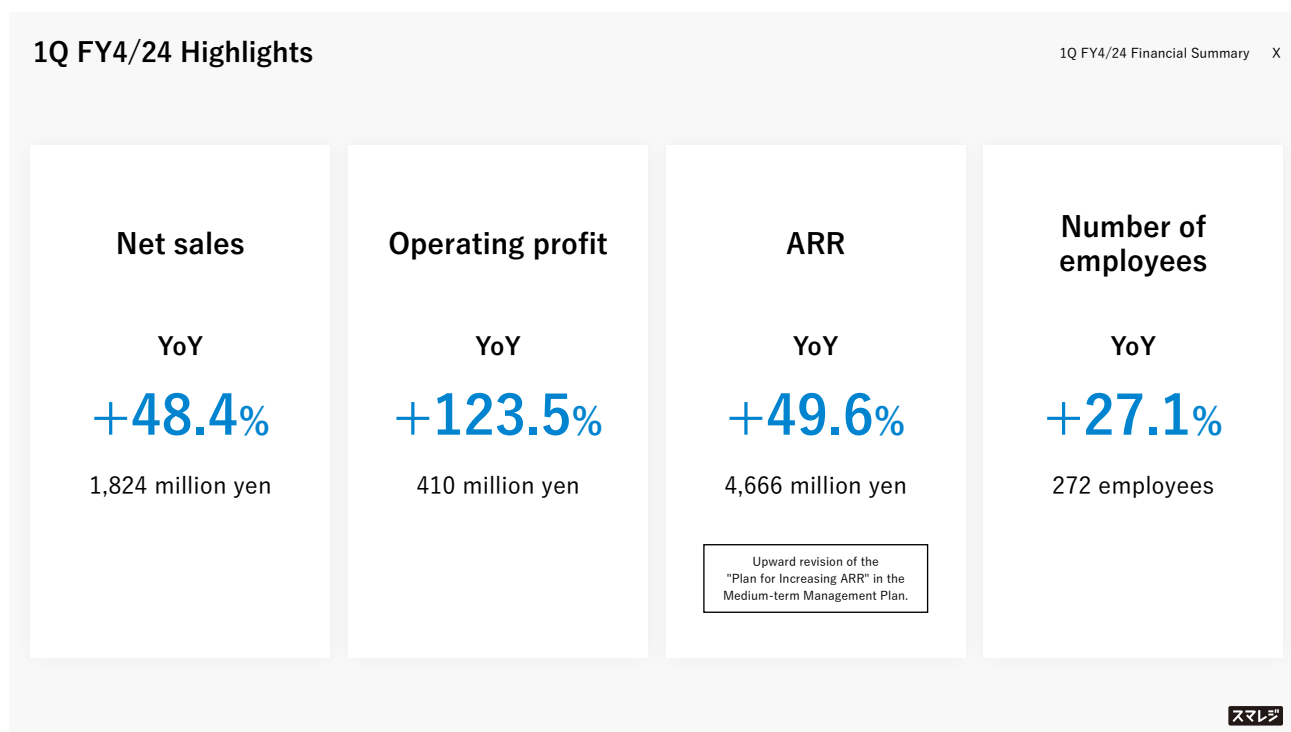 1Q FY4/24 Highlights
1Q FY4/24 Financial Summary X
Net sales
YoY
+48.4%
1,824 million yen
Operating profit
YoY
+123.5%
410 million yen
ARR
YoY
+49.6%
4,666 million yen
Upward revision of the
"Plan for Increasing ARR" in the
Medium-term Management Plan.
Number of
employees
YoY
+27.1%
272 employees
スマレジ